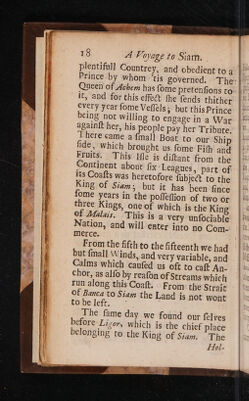 18 A Voyage to Siam.
plentifull Countrey, and obedient to a
Prince by whom 'tis governed. The
Queen of Achem has some pretensions to
it, and for this effect she sends thither
every year some Vessels; but this Prince
being not willing to engage in a War
against her, his people pay her Tribute.
There came a small Boat to our Ship
side, which brought us some Fish and
Fruits. This Isle is distant from the
Continent about six Leagues, part of
its Coasts was heretofore subject to the
King of Siam; but it has been since
some years in the possession of two or
three Kings, one of which is the King
of Malais. This is a very unsociable
Nation, and will enter into no Com-
merce.
From the fifth to the fifteenth we had
but small Winds, and very variable, and
Calms which caused us oft to cast An-
chor, as also by reason of Streams which
run along this Coast. From the Strait
of Banca to Siam the Land is not wont
to be left.
The same day we found our selves
before Ligor, which is the chief place
belonging to the King of Siam. The
Hol-